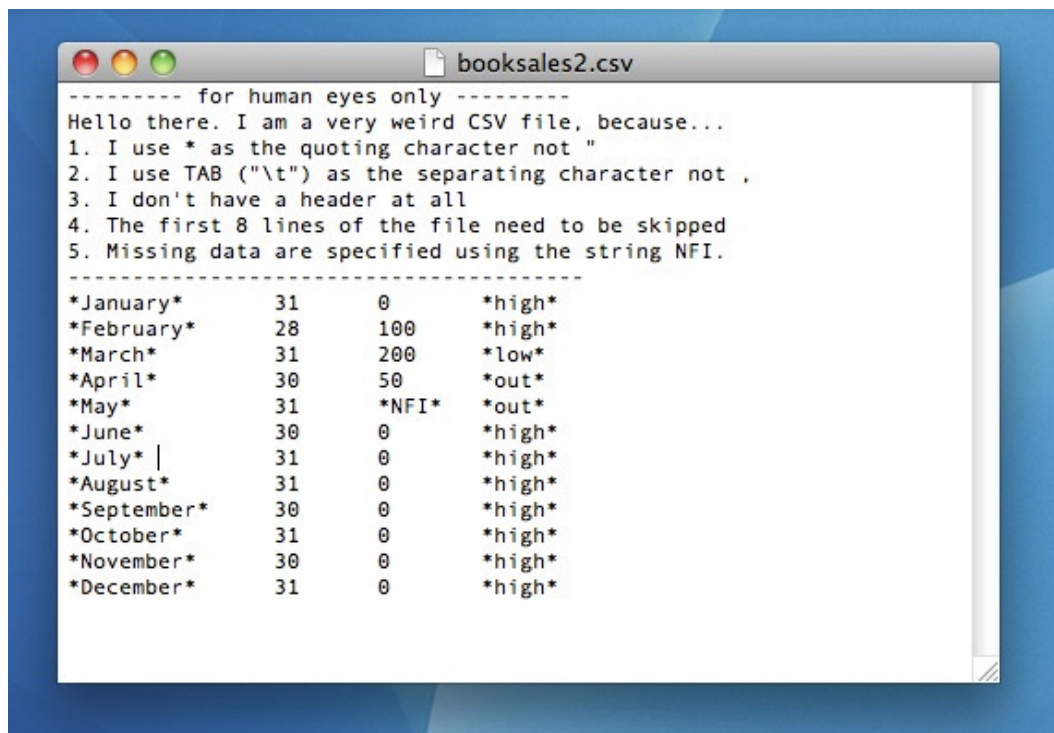 booksales2.csv
--------- for human eyes only ---------
Hello there. I am a very weird CSV file, because...
1. I use * as the quoting character not "
2. I use TAB ("\t") as the separating character not ,
3. I don't have a header at all
4. The first 8 lines of the file need to be skipped
5. Missing data are specified using the string NFI.
----------------------------------------
*January* 31 0 *high*
*February* 28 100 *high*
*March* 31 200 *low*
*April* 30 50 *out*
*May* 31 *NFI* *out*
*June* 30 0 *high*
*July* 31 0 *high*
*August* 31 0 *high*
*September* 30 0 *high*
*October* 31 0 *high*
*November* 30 0 *high*
*December* 31 0 *high*